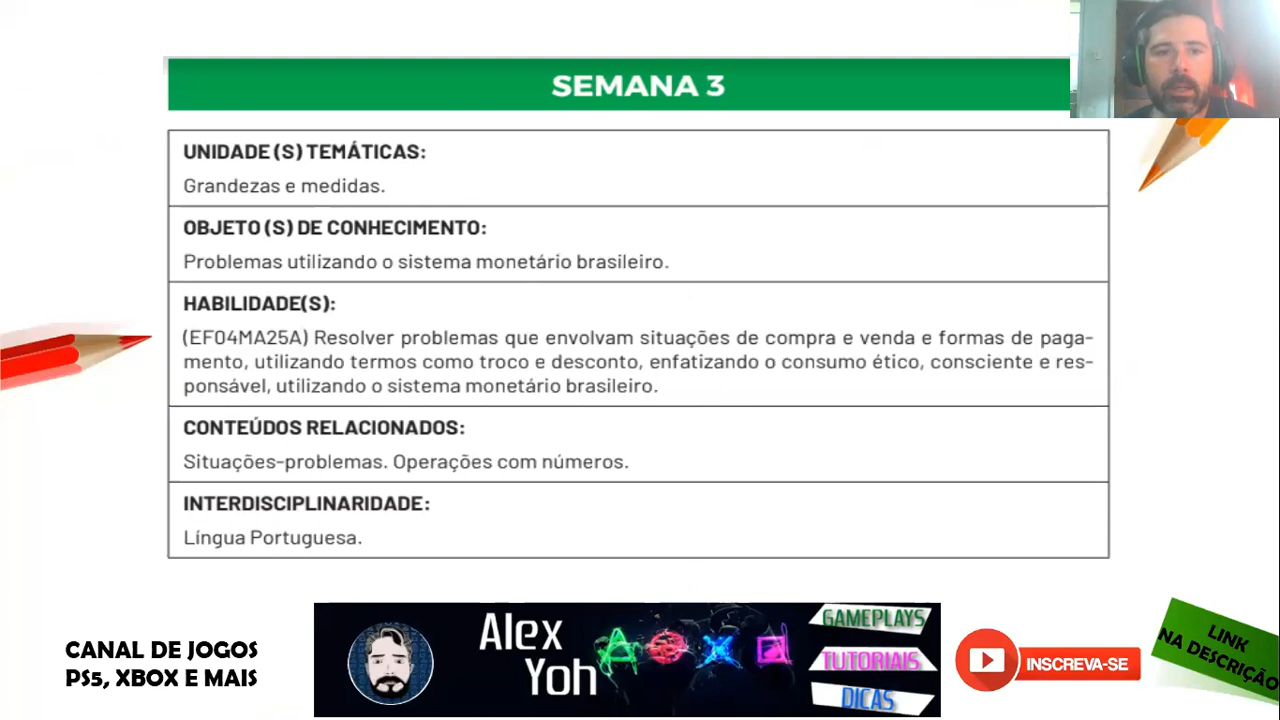 SEMANA 3
UNIDADE (S) TEMÁTICAS:
Grandezas e medidas.
OBJETO (S) DE CONHECIMENTO:
Problemas utilizando o sistema monetário brasileiro.
HABILIDADE(S):
(EF04MA25A) Resolver problemas que envolvam situações de compra e venda e formas de paga-
mento, utilizando termos como troco e desconto, enfatizando o consumo ético, consciente e res-
ponsável, utilizando o sistema monetário brasileiro.
CONTEÚDOS RELACIONADOS:
Situações-problemas. Operações com números.
INTERDISCIPLINARIDADE:
Língua Portuguesa.
CANAL DE JOGOS
PS5, XBOX E MAIS
Alex
Yoh
GAMEPLAYS
TUTORIAIS
DICAS
INSCREVA-SE
LINK
NA DESCRIÇÃO